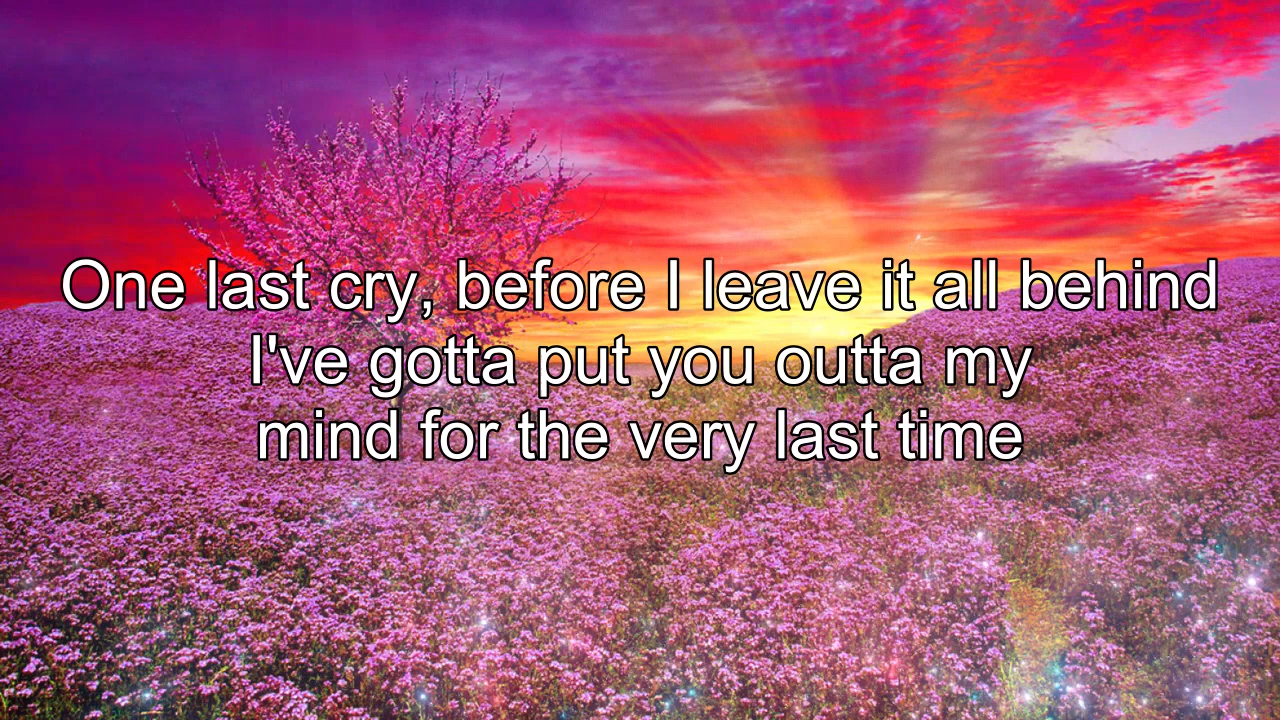 One last cry, before I leave it all behind
I've gotta put you outta my
mind for the very last time